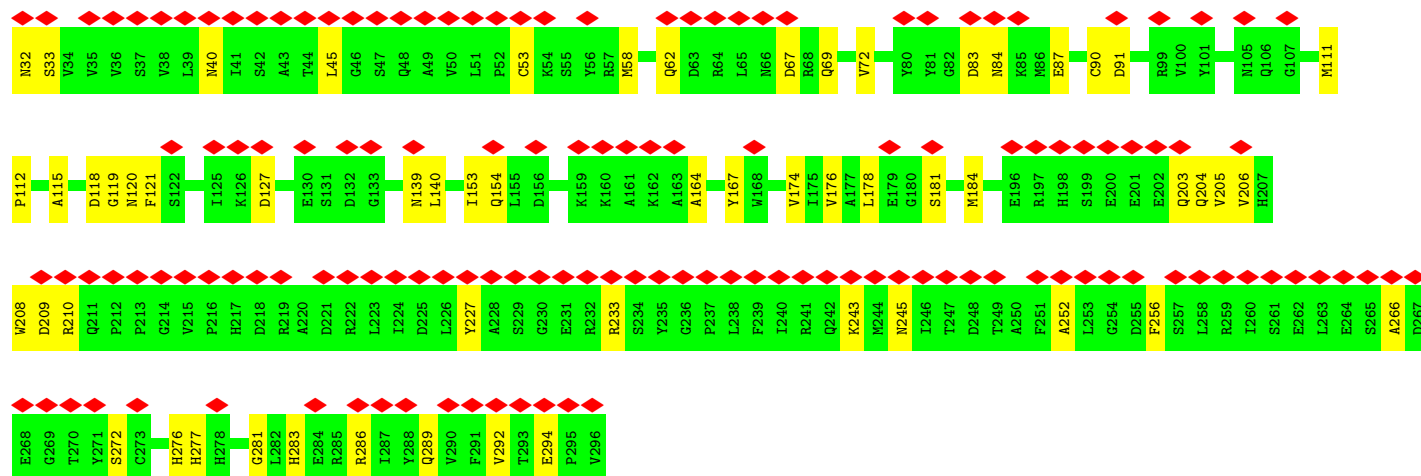 N32 S33 V34 V35 V36 S37 V38 L39 N40 I41 S42 A43 T44 L45 G46 S47 Q48 A49 V50 L51 P52 C53 K54 S55 Y56 R57 M58 Q62 D63 R64 L65 N66 D67 R68 Q69 V72 Y80 Y81 G82 D83 N84 K85 M86 E87 C90 D91 R99 V100 Y101 N105 Q106 G107 M111
P112 A115 D118 G119 N120 F121 S122 I125 K126 D127 E130 S131 D132 G133 N139 L140 I153 Q154 L155 D156 K159 K160 A161 K162 A163 A164 Y167 W168 V174 I175 V176 A177 L178 E179 G180 S181 M184 E196 R197 H198 S199 E200 E201 E202 Q203 Q204 V205 V206 H207
W208 D209 R210 Q211 P212 P213 G214 V215 P216 H217 D218 R219 A220 D221 R222 L223 I224 D225 L226 Y227 A228 S229 G230 E231 R232 R233 S234 Y235 G236 P237 L238 F239 I240 R241 Q242 K243 M244 N245 I246 T247 D248 T249 A250 F251 A252 L253 G254 D255 F256 S257 L258 R259 I260 S261 E262 L263 E264 S265 A266 D267
E268 G269 T270 Y271 S272 C273 H276 H277 H278 G281 L282 H283 E284 R285 R286 I287 Y288 Q289 V290 F291 V292 T293 E294 P295 V296